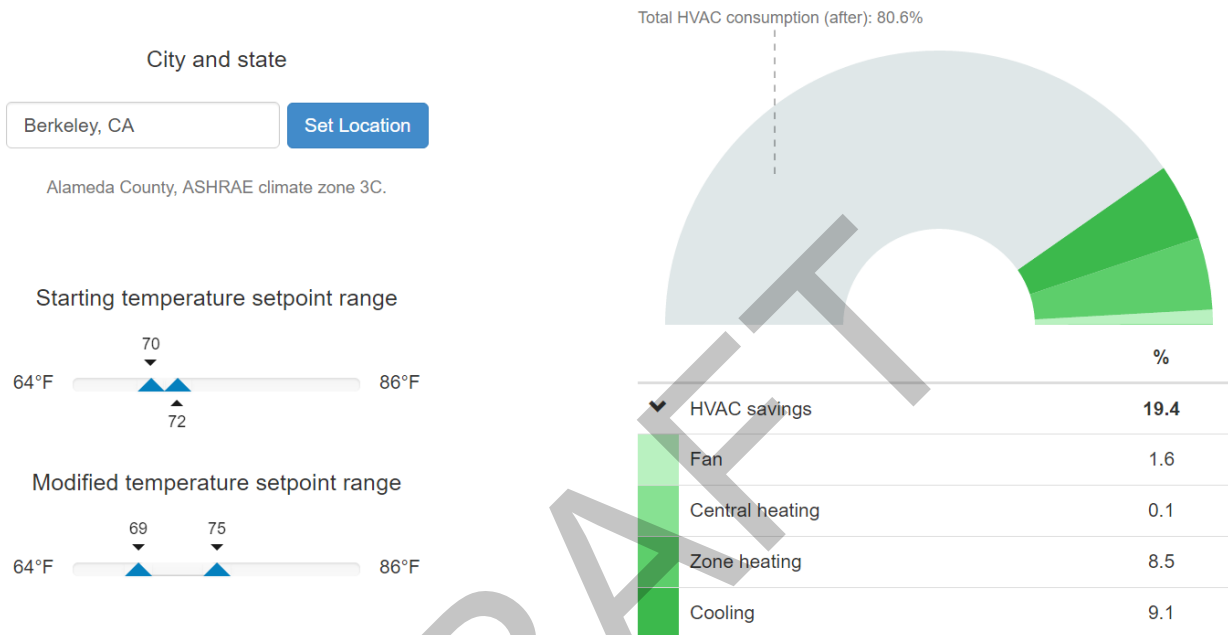 City and state
Berkeley, CA
Set Location
Alameda County, ASHRAE climate zone 3C.
Starting temperature setpoint range
70
64°F
86°F
72
Modified temperature setpoint range
69 75
64°F
86°F
Total HVAC consumption (after): 80.6%
%
HVAC savings 19.4
Fan 1.6
Central heating 0.1
Zone heating 8.5
Cooling 9.1
DRAFT